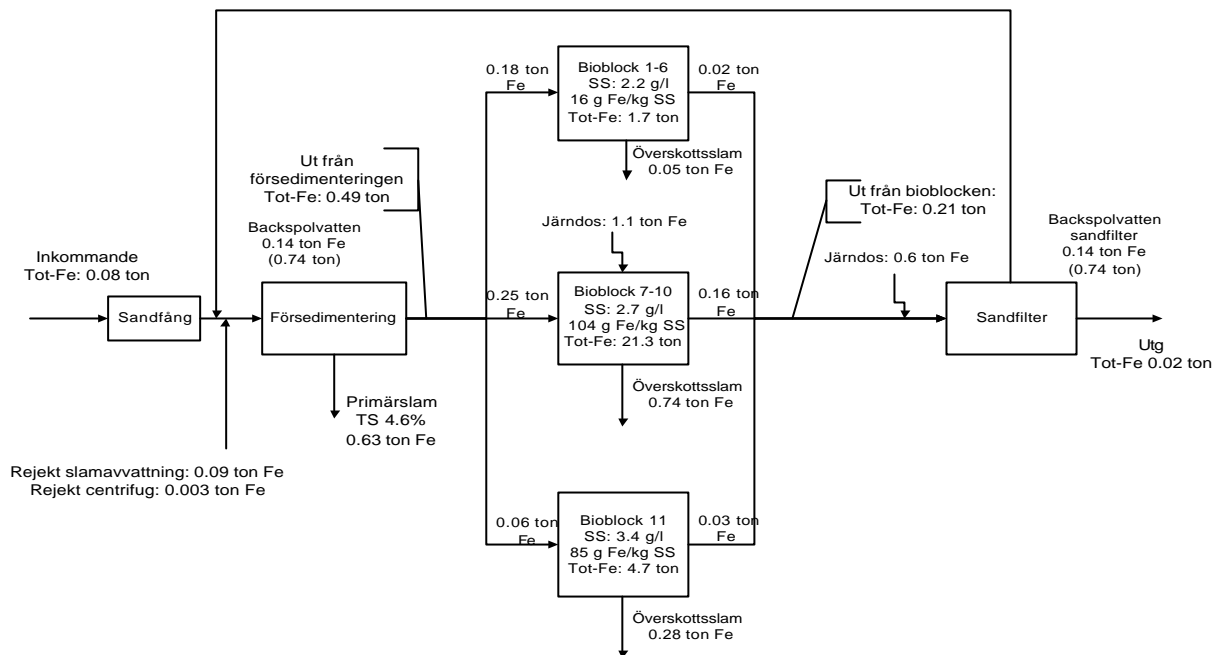 Inkommande
Tot-Fe: 0.08 ton
Sandfång
Rejekt slamavvattning: 0.09 ton Fe
Rejekt centrifug: 0.003 ton Fe
Backspolvatten
0.14 ton Fe
(0.74 ton)
Försedimentering
Primärslam
TS 4.6%
0.63 ton Fe
Ut från
försedimenteringen
Tot-Fe: 0.49 ton
0.18 ton
Fe
Bioblock 1-6
SS: 2.2 g/l
16 g Fe/kg SS
Tot-Fe: 1.7 ton
0.02 ton
Fe
Överskottsslam
0.05 ton Fe
Järndos: 1.1 ton Fe
0.25 ton
Fe
Bioblock 7-10
SS: 2.7 g/l
104 g Fe/kg SS
Tot-Fe: 21.3 ton
0.16 ton
Fe
Överskottsslam
0.74 ton Fe
0.06 ton
Fe
Bioblock 11
SS: 3.4 g/l
85 g Fe/kg SS
Tot-Fe: 4.7 ton
0.03 ton
Fe
Överskottsslam
0.28 ton Fe
Ut från bioblocken:
Tot-Fe: 0.21 ton
Järndos: 0.6 ton Fe
Sandfilter
Backspolvatten
sandfilter
0.14 ton Fe
(0.74 ton)
Utg
Tot-Fe 0.02 ton